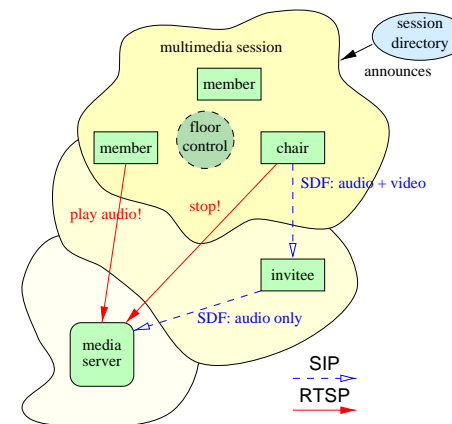 session
directory
multimedia session
announces
member
floor
control
member
chair
SDF: audio + video
play audio!
stop!
invitee
SDF: audio only
media
server
SIP
RTSP